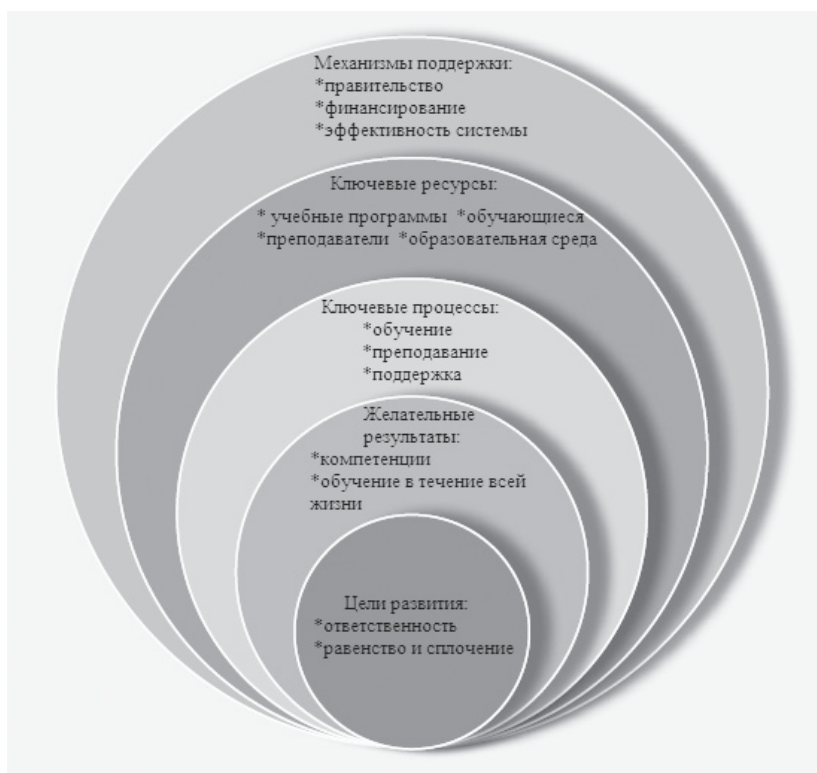 Механизмы поддержки:
*правительство
*финансирование
*эффективность системы
Ключевые ресурсы:
* учебные программы *обучающиеся
*преподаватели *образовательная среда
Ключевые процессы:
*обучение
*преподавание
*поддержка
Желательные
результаты:
*компетенции
*обучение в течение всей
жизни
Цели развития:
*ответственность
*равенство и сплочение